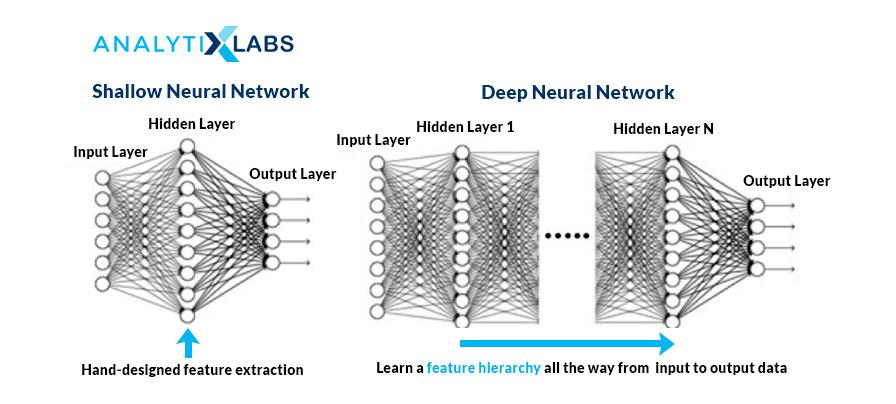 ANALYTIXLABS
Shallow Neural Network
Hidden Layer
Input Layer
Output Layer
Hand-designed feature extraction
Deep Neural Network
Input Layer
Hidden Layer 1
Hidden Layer N
Output Layer
Learn a feature hierarchy all the way from input to output data